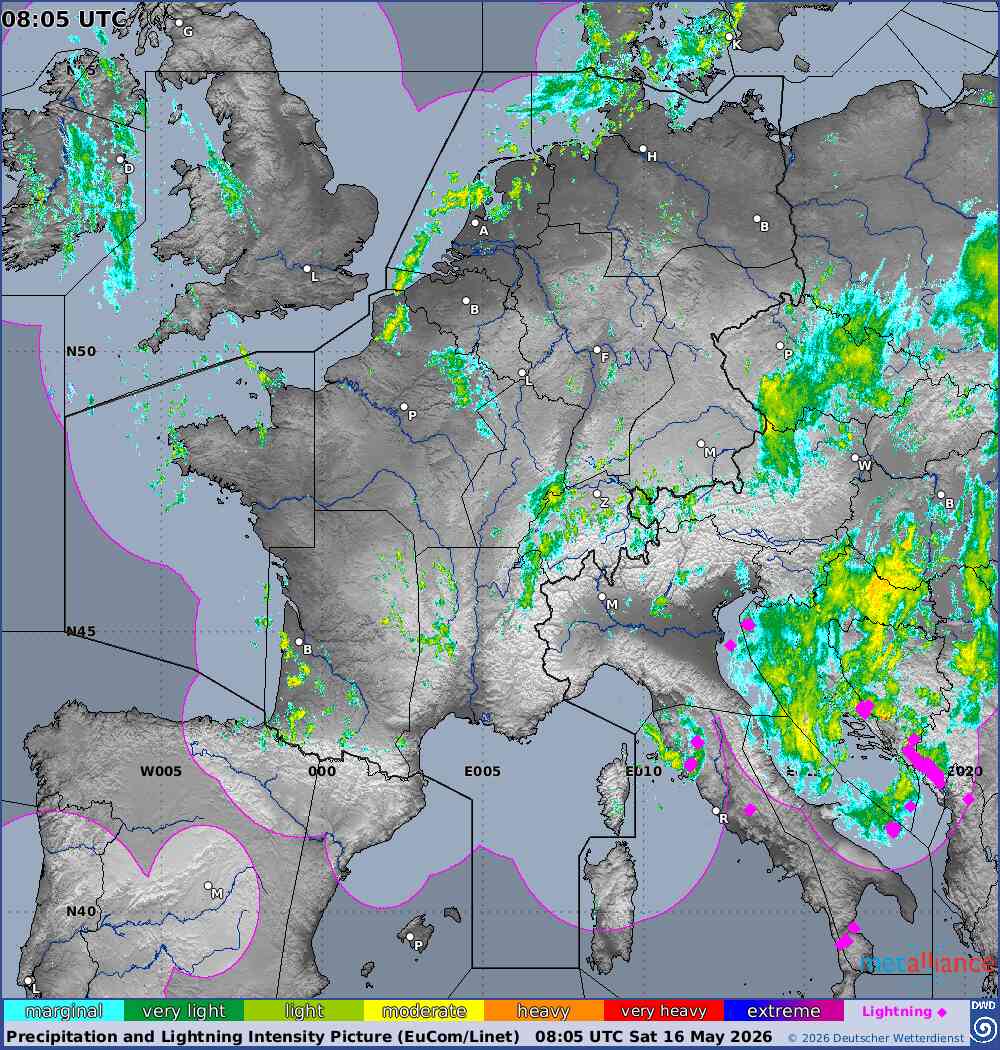 08:05 UTC
G
K
N55
D
H
A
B
L
B
N50
P
F
L
P
M
W
B
Z
M
N45
B
W005
000
E005
E010
E020
R
M
N40
P
L
metalliance
marginal very light light moderate heavy very heavy extreme Lightning
DWD
Precipitation and Lightning Intensity Picture (EuCom/Linet) 08:05 UTC Sat 16 May 2026 © 2026 Deutscher Wetterdienst